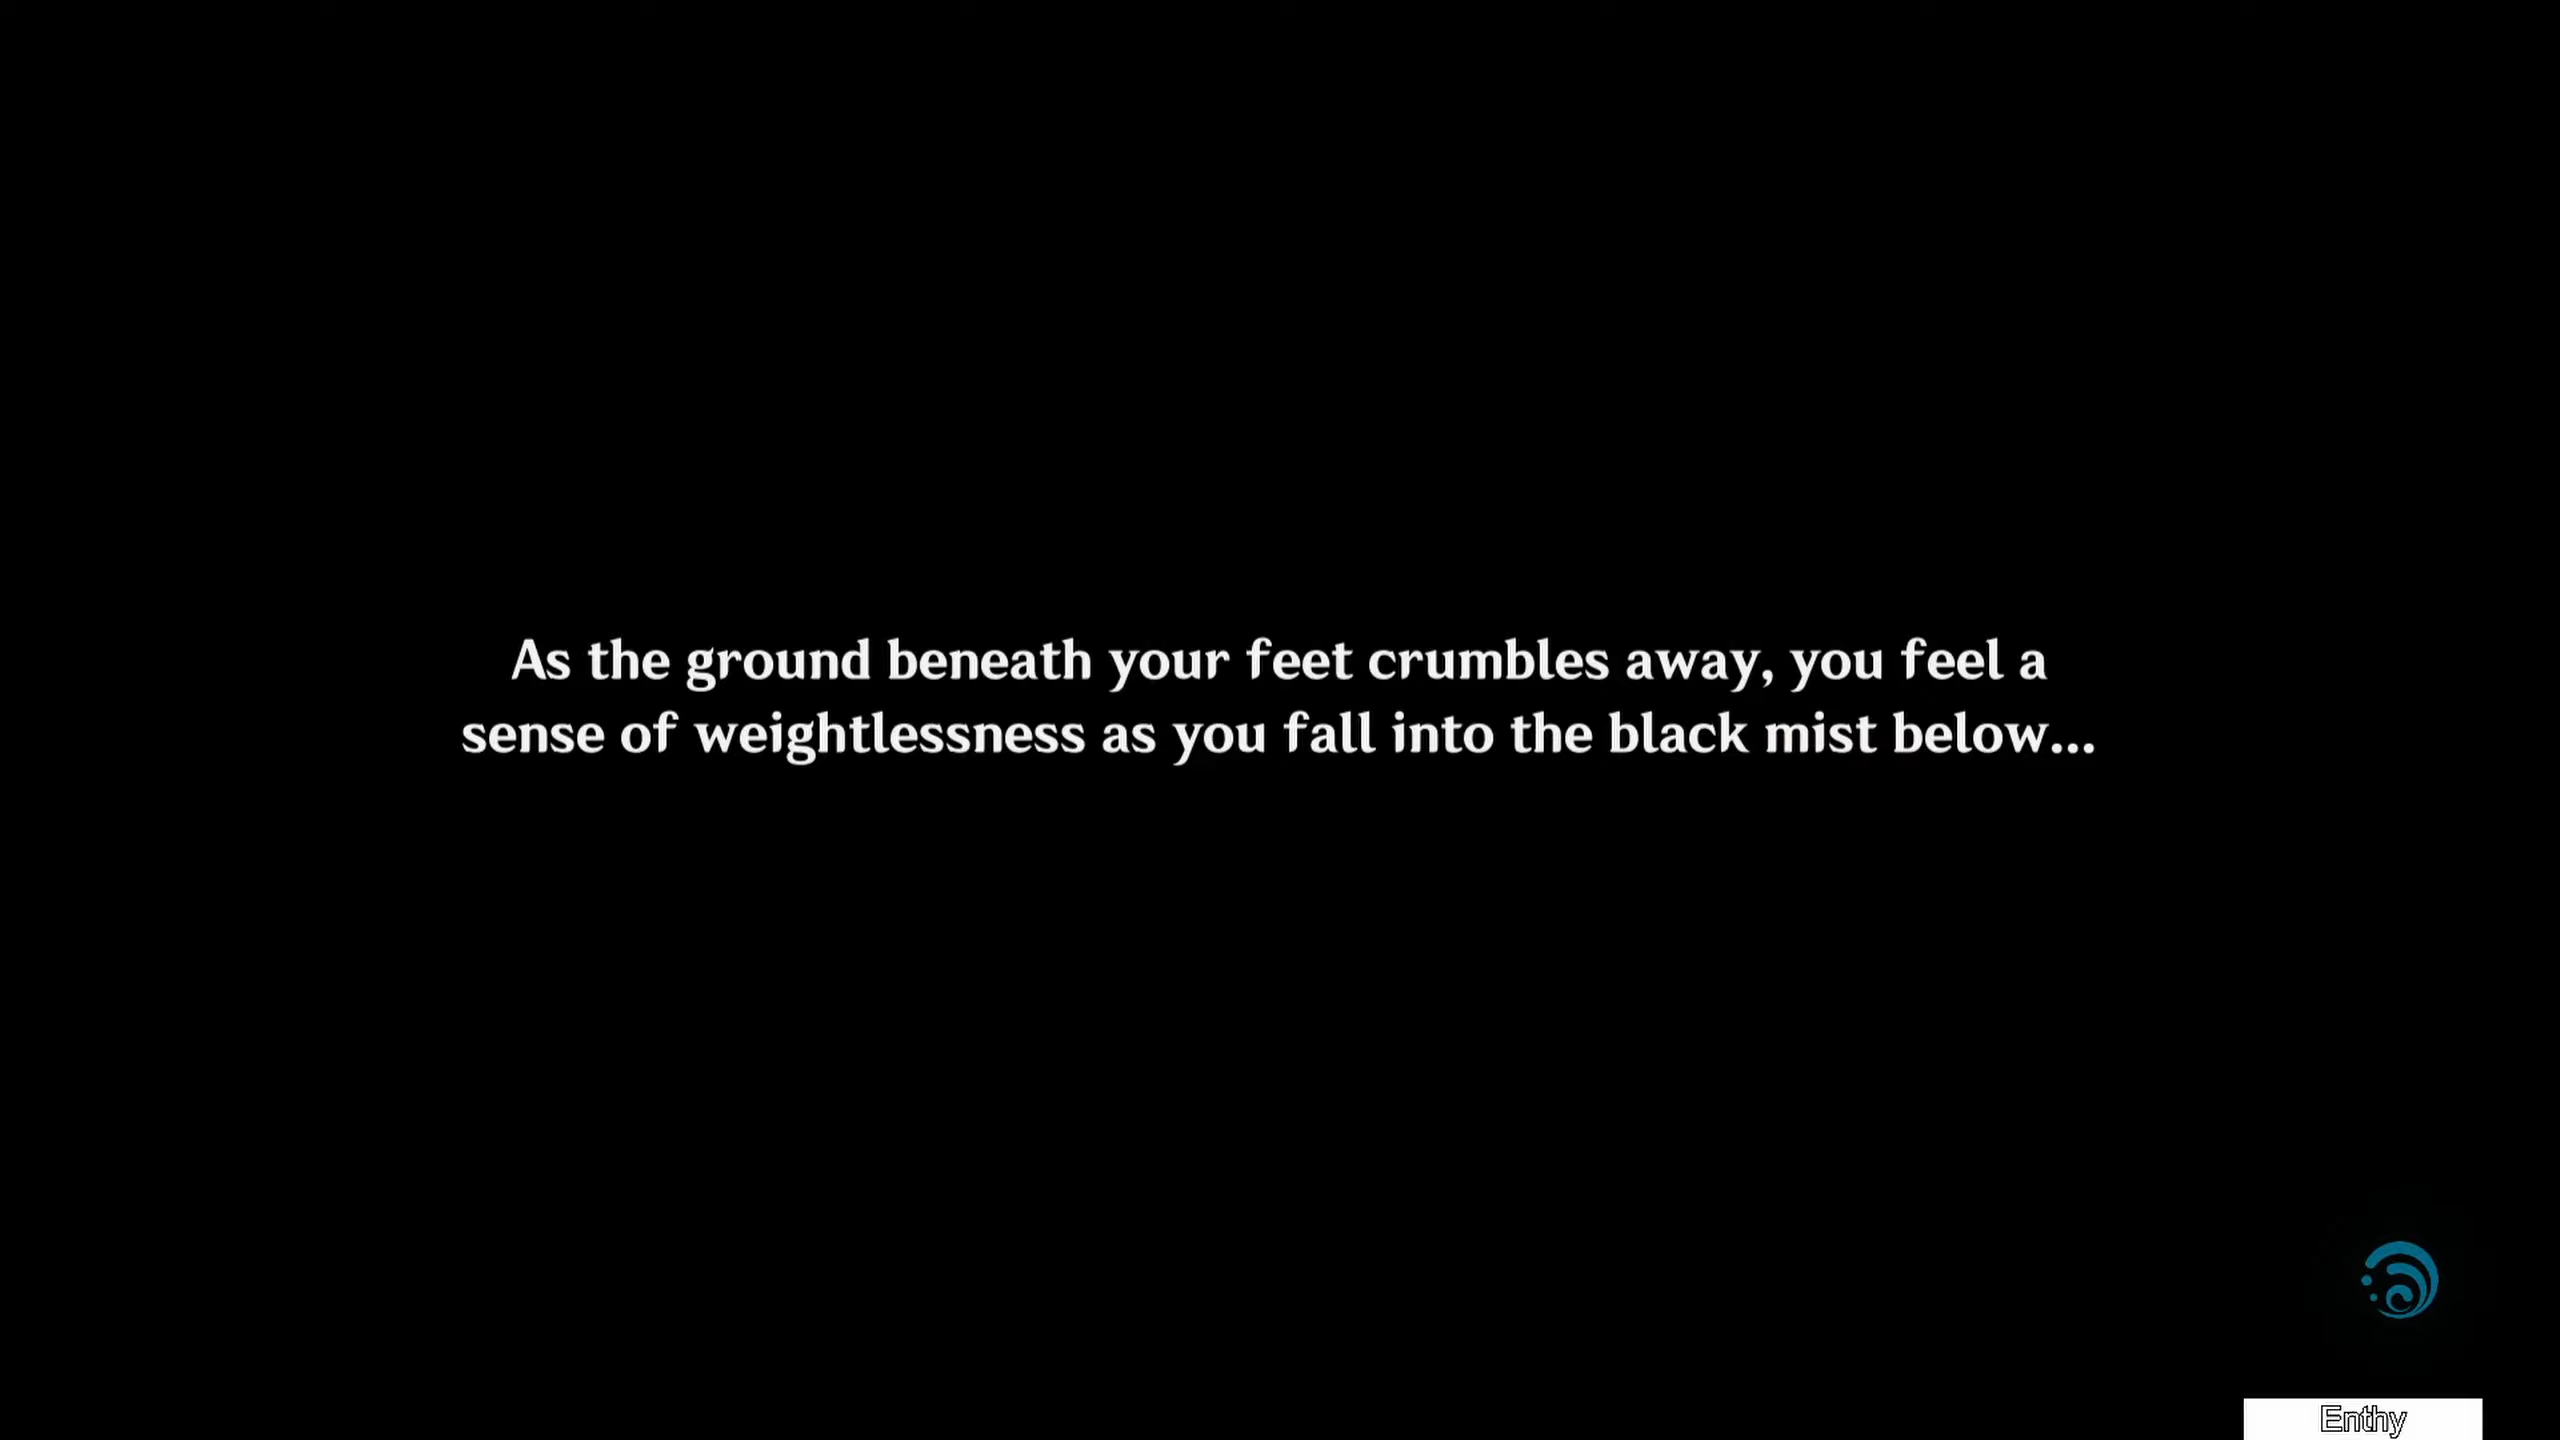 As the ground beneath your feet crumbles away, you feel a
sense of weightlessness as you fall into the black mist below...
Enthy